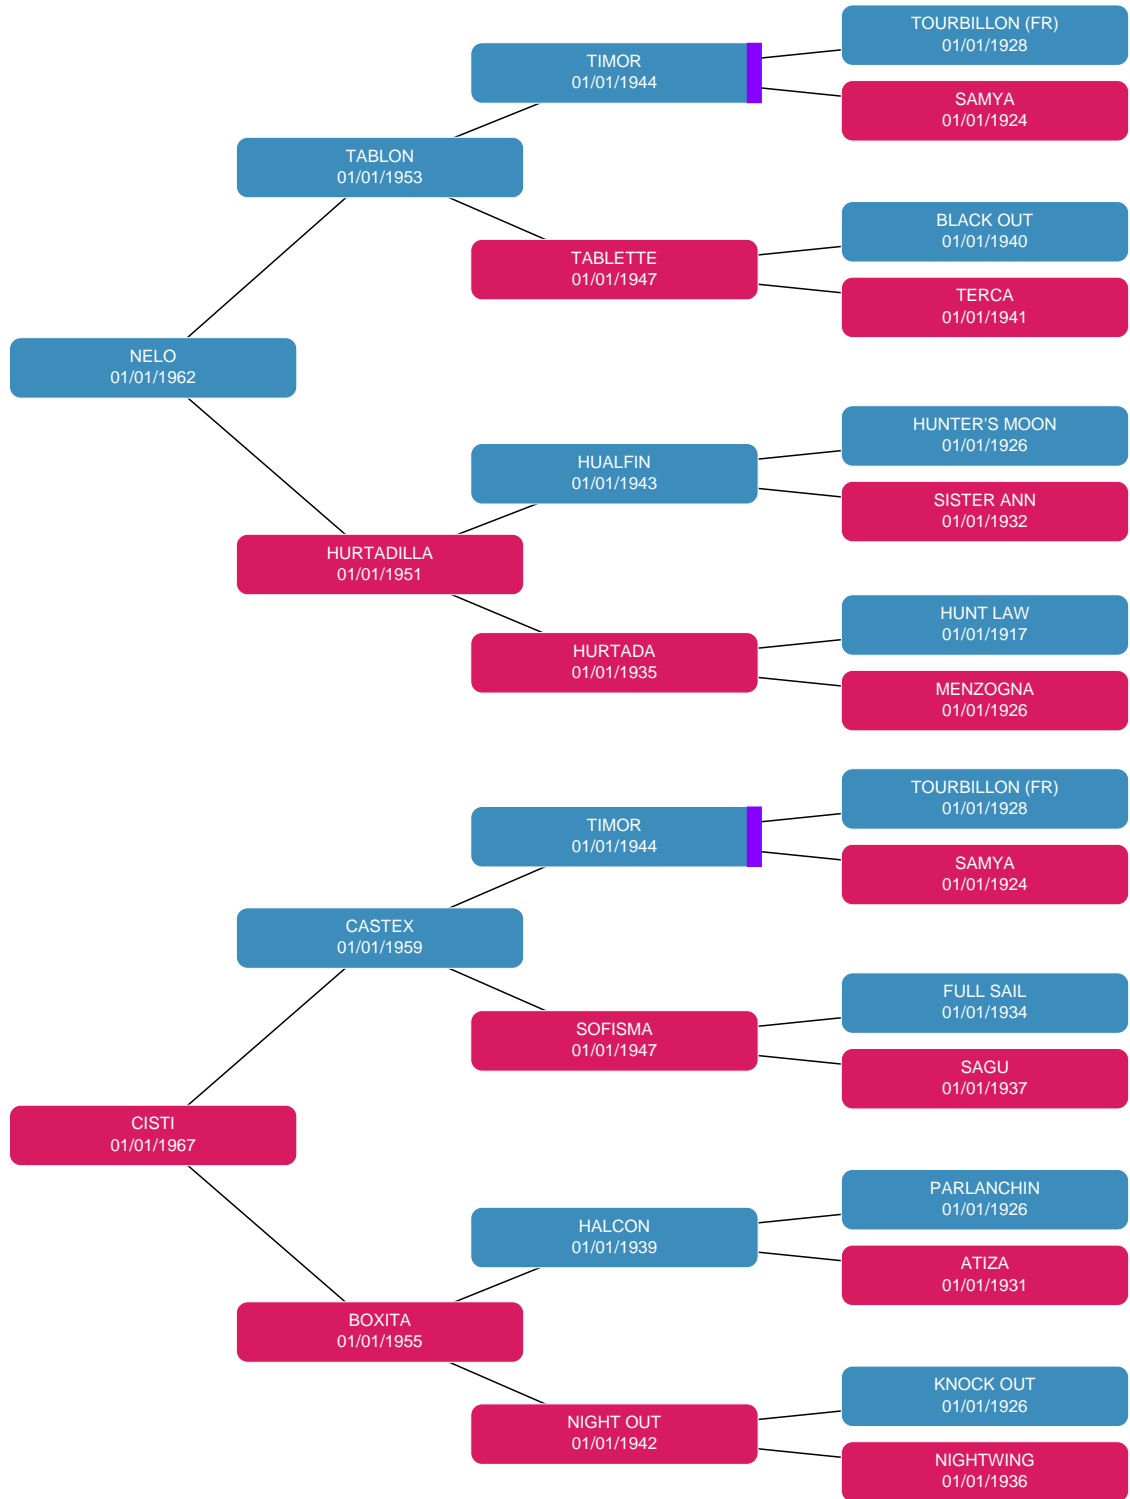 TOURBILLON (FR)
01/01/1928
TIMOR
01/01/1944
SAMYA
01/01/1924
TABLON
01/01/1953
BLACK OUT
01/01/1940
TABLETTE
01/01/1947
TERCA
01/01/1941
NELO
01/01/1962
HUNTER'S MOON
01/01/1926
HUALFIN
01/01/1943
SISTER ANN
01/01/1932
HURTADILLA
01/01/1951
HUNT LAW
01/01/1917
HURTADA
01/01/1935
MENZOGNA
01/01/1926
TOURBILLON (FR)
01/01/1928
TIMOR
01/01/1944
SAMYA
01/01/1924
CASTEX
01/01/1959
FULL SAIL
01/01/1934
SOFISMA
01/01/1947
SAGU
01/01/1937
CISTI
01/01/1967
PARLANCHIN
01/01/1926
HALCON
01/01/1939
ATIZA
01/01/1931
BOXITA
01/01/1955
KNOCK OUT
01/01/1926
NIGHT OUT
01/01/1942
NIGHTWING
01/01/1936